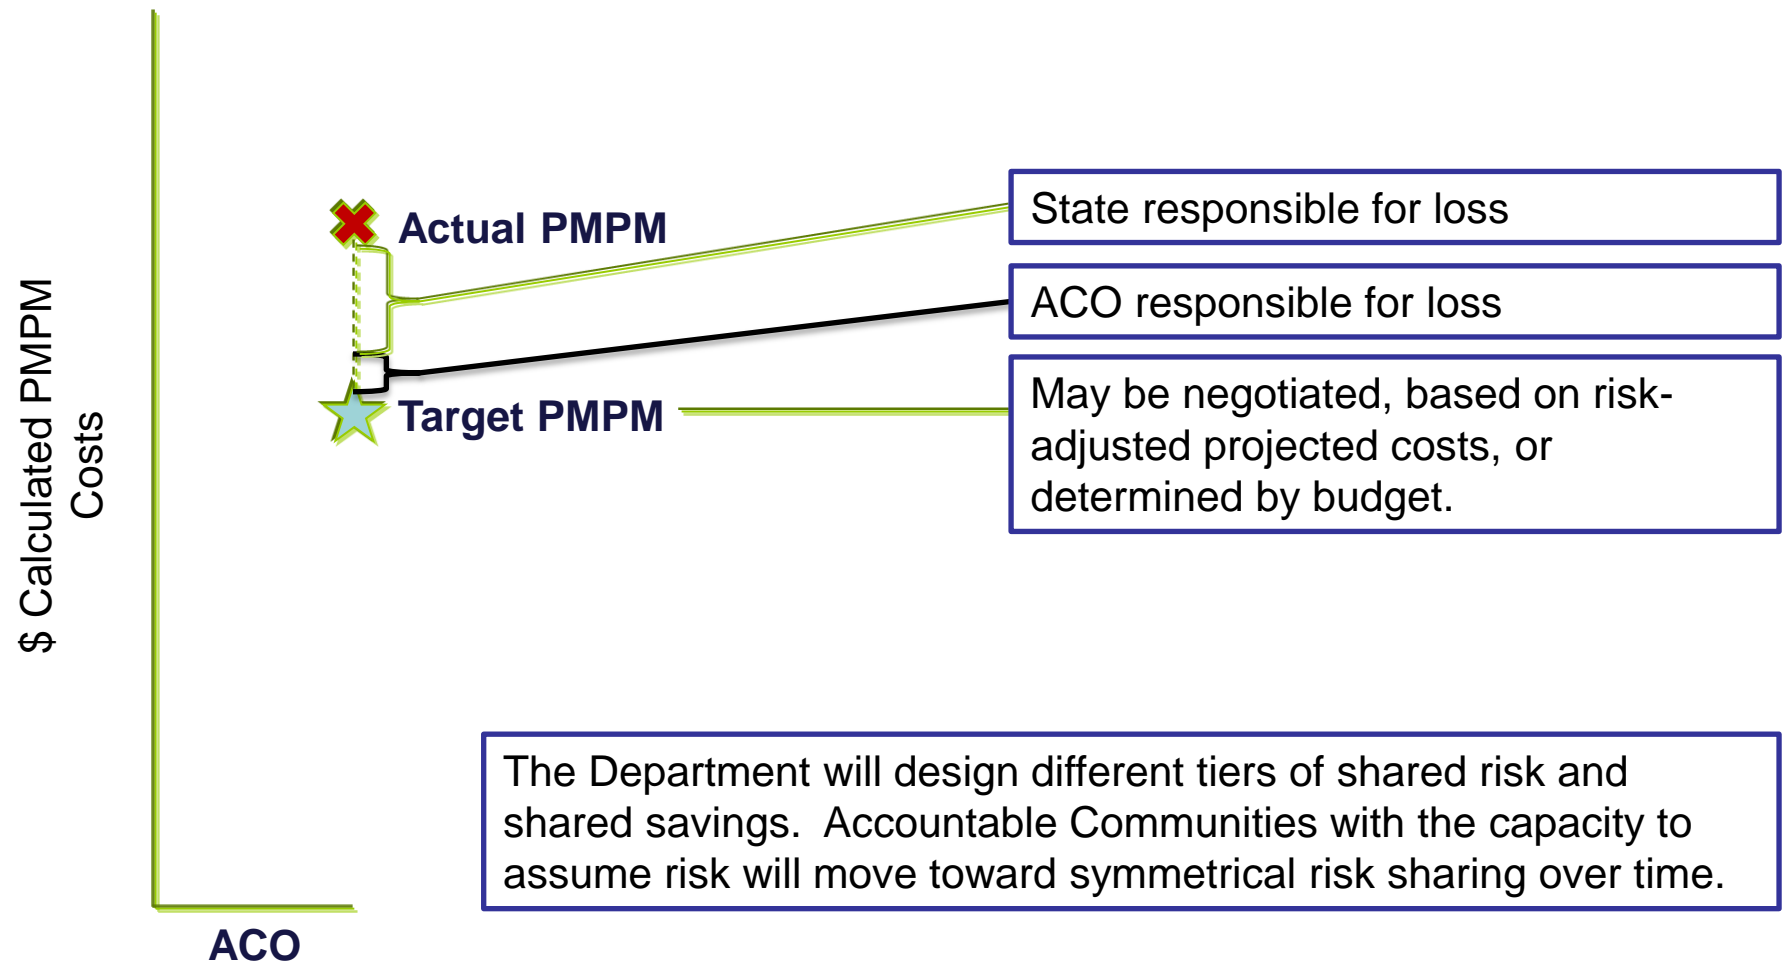 $ Calculated PMPM
Costs
Actual PMPM
State responsible for loss
ACO responsible for loss
Target PMPM
May be negotiated, based on risk-
adjusted projected costs, or
determined by budget.
The Department will design different tiers of shared risk and
shared savings.  Accountable Communities with the capacity to
assume risk will move toward symmetrical risk sharing over time.
ACO